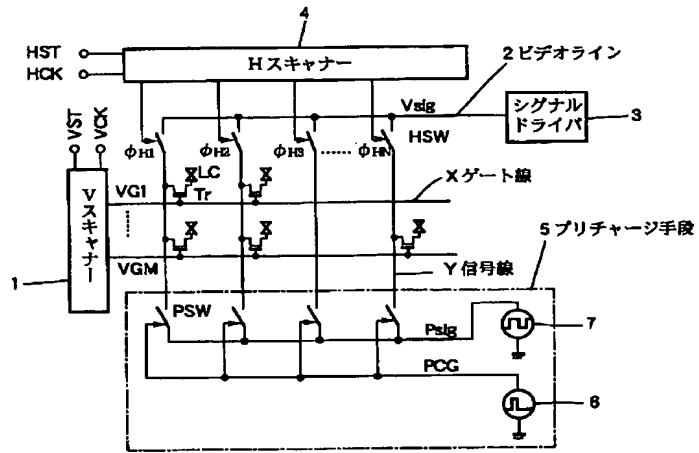 4
HST
HCK
Hスキャナー
2 ビデオライン
Vsig
シグナル
ドライバ
3
VST
VCK
φH1
φH2
φH3
φHN
HSW
LC
Tr
Xゲート線
VG1
Vスキャナー
VGM
1
5 プリチャージ手段
Y信号線
PSW
Psig
7
PCG
6